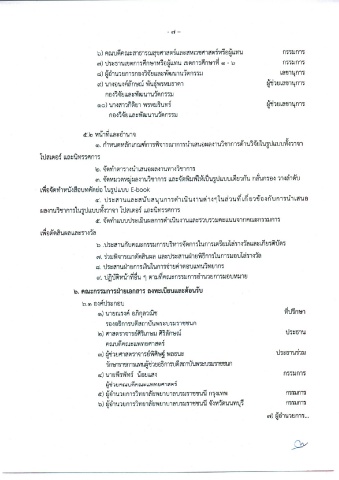 - ๗ -
๖) คณบดีคณะสาธารณสุขศาสตร์และสหเวชศาสตร์หรือผู้แทน กรรมการ
๗) ประธานเขตการศึกษาหรือผู้แทน เขตการศึกษาที่ ๑ - ๖ กรรมการ
๘) ผู้อำนวยการกองวิจัยและพัฒนานวัตกรรม เลขานุการ
๙) นางอนงค์ลักษณ์ พันธุ์พรหมธาดา ผู้ช่วยเลขานุการ
กองวิจัยและพัฒนานวัตกรรม
๑๐) นางสาวกิติยา พรหมรินทร์ ผู้ช่วยเลขานุการ
กองวิจัยและพัฒนานวัตกรรม
๕.๒ หน้าที่และอำนาจ
๑. กำหนดหลักเกณฑ์การพิจารณาการนำเสนอผลงานวิชาการด้านวิจัยในรูปแบบทั้งวาจา
โปสเตอร์ และนิทรรศการ
๒. จัดทำตารางนำเสนอผลงานทางวิชาการ
๓. จัดหมวดหมู่ผลงานวิชาการ และจัดพิมพ์ให้เป็นรูปแบบเดียวกัน กลั่นกรอง วางลำดับ
เพื่อจัดทำหนังสือบทคัดย่อ ในรูปแบบ E-book
๔. ประสานและสนับสนุนการดำเนินงานต่างๆในส่วนที่เกี่ยวข้องกับการนำเสนอ
ผลงานวิชาการในรูปแบบทั้งวาจา โปสเตอร์ และนิทรรศการ
๕. จัดทำแบบประเมินผลการดำเนินงานและรวบรวมคะแนนจากคณะกรรมการ
เพื่อตัดสินผลและรางวัล
๖. ประสานกับคณะกรรมการบริหารจัดการในการเตรียมโล่รางวัลและเกียรติบัตร
๗. ร่วมพิจารณาตัดสินผล และประสานฝ่ายพิธีการในการมอบโล่รางวัล
๘. ประสานฝ่ายการเงินในการจ่ายค่าตอบแทนวิทยากร
๙. ปฏิบัติหน้าที่อื่น ๆ ตามที่คณะกรรมการอำนวยการมอบหมาย
๖. คณะกรรมการฝ่ายเอกสาร ลงทะเบียนและต้อนรับ
๖.๑ องค์ประกอบ
๑) นายณรงค์ อภิกุลวณิช ที่ปรึกษา
รองอธิการบดีสถาบันพระบรมราชชนก
๒) ศาสตราจารย์ศิริเกษม ศิริลักษณ์ ประธาน
คณบดีคณะแพทยศาสตร์
๓) ผู้ช่วยศาสตราจารย์พิศิษฐ์ พลธนะ ประธานร่วม
รักษาราชการแทนผู้ช่วยอธิการบดีสถาบันพระบรมราชชนก
๔) นายพีรพัทธ์ น้อยแสง กรรมการ
ผู้ช่วยคณบดีคณะแพทยศาสตร์
๕) ผู้อำนวยการวิทยาลัยพยาบาลบรมราชชนนี กรุงเทพ กรรมการ
๖) ผู้อำนวยการวิทยาลัยพยาบาลบรมราชชนนี จังหวัดนนทบุรี กรรมการ
๗) ผู้อำนวยการ...